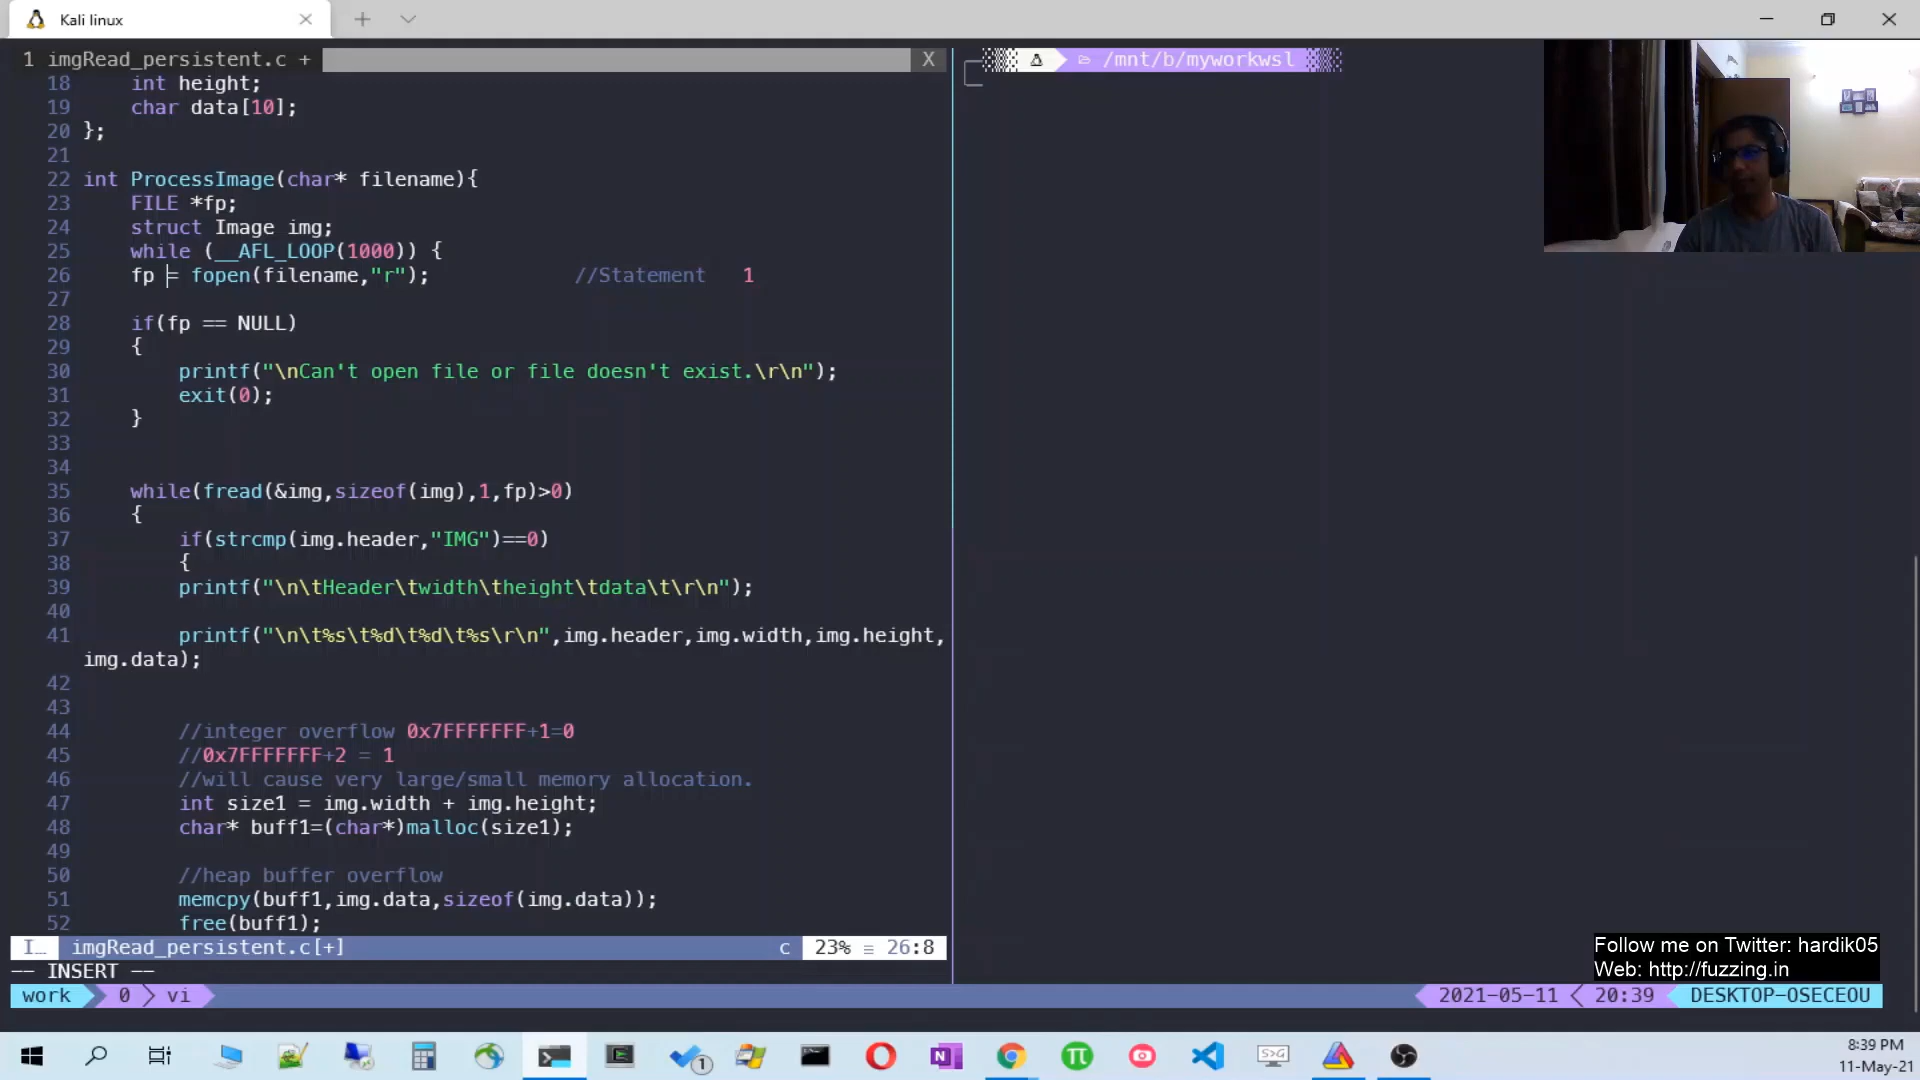 Kali linux
1 imgRead_persistent.c + X
/mnt/b/myworkwsl
18 int height;
19 char data[10];
20 };
21
22 int ProcessImage(char* filename){
23 FILE *fp;
24 struct Image img;
25 while (__AFL_LOOP(1000)) {
26 fp = fopen(filename,"r"); //Statement 1
27
28 if(fp == NULL)
29 {
30 printf("\nCan't open file or file doesn't exist.\r\n");
31 exit(0);
32 }
33
34
35 while(fread(&img,sizeof(img),1,fp)>0)
36 {
37 if(strcmp(img.header,"IMG")==0)
38 {
39 printf("\n\tHeader\twidth\theight\tdata\t\r\n");
40
41 printf("\n\t%s\t%d\t%d\t%s\r\n",img.header,img.width,img.height,
img.data);
42
43
44 //integer overflow 0x7FFFFFFF+1=0
45 //0x7FFFFFFF+2 = 1
46 //will cause very large/small memory allocation.
47 int size1 = img.width + img.height;
48 char* buff1=(char*)malloc(size1);
49
50 //heap buffer overflow
51 memcpy(buff1,img.data,sizeof(img.data));
52 free(buff1);
I… imgRead_persistent.c[+] c 23% ≡ 26:8
-- INSERT --
Follow me on Twitter: hardik05
Web: http://fuzzing.in
work 0 vi 2021-05-11 20:39 DESKTOP-OSECEOU
1
8:39 PM
11-May-21